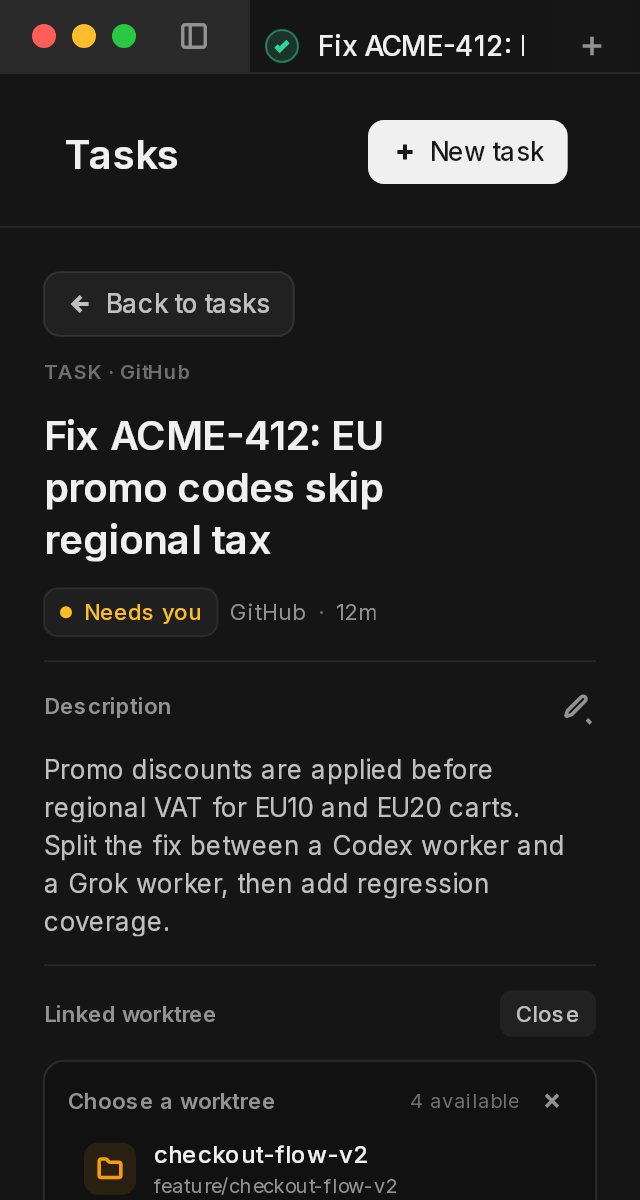 Fix ACME-412:
Tasks
+ New task
← Back to tasks
TASK · GitHub
Fix ACME-412: EU
promo codes skip
regional tax
Needs you
GitHub · 12m
Description
Promo discounts are applied before
regional VAT for EU10 and EU20 carts.
Split the fix between a Codex worker and
a Grok worker, then add regression
coverage.
Linked worktree
Close
Choose a worktree
4 available
checkout-flow-v2
feature/checkout-flow-v2